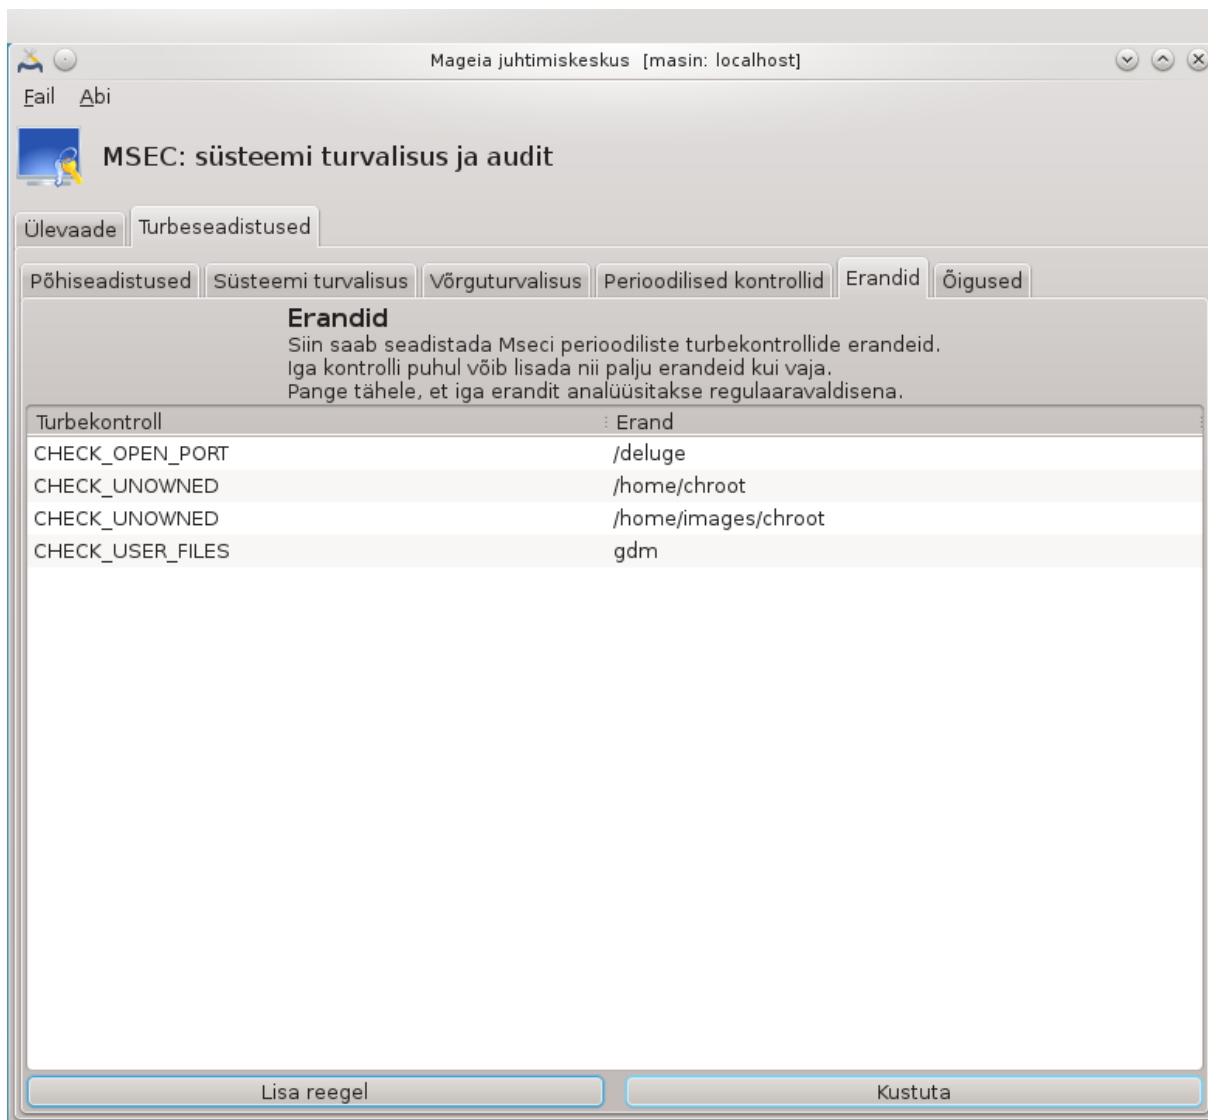 Mageia juhtimiskeskus [masin: localhost]
Fail Abi
MSEC: süsteemi turvalisus ja audit
Ülevaade Turbeseadistused
Põhiseadistused Süsteemi turvalisus Võrguturvalisus Perioodilised kontrollid Erandid Õigused
Erandid
Siin saab seadistada Mseci perioodiliste turbekontrollide erandeid.
Iga kontrolli puhul võib lisada nii palju erandeid kui vaja.
Pange tähele, et iga erandit analüüsitakse regulaaravaldisena.
Turbekontroll Erand
CHECK_OPEN_PORT /deluge
CHECK_UNOWNED /home/chroot
CHECK_UNOWNED /home/images/chroot
CHECK_USER_FILES gdm
Lisa reegel Kustuta